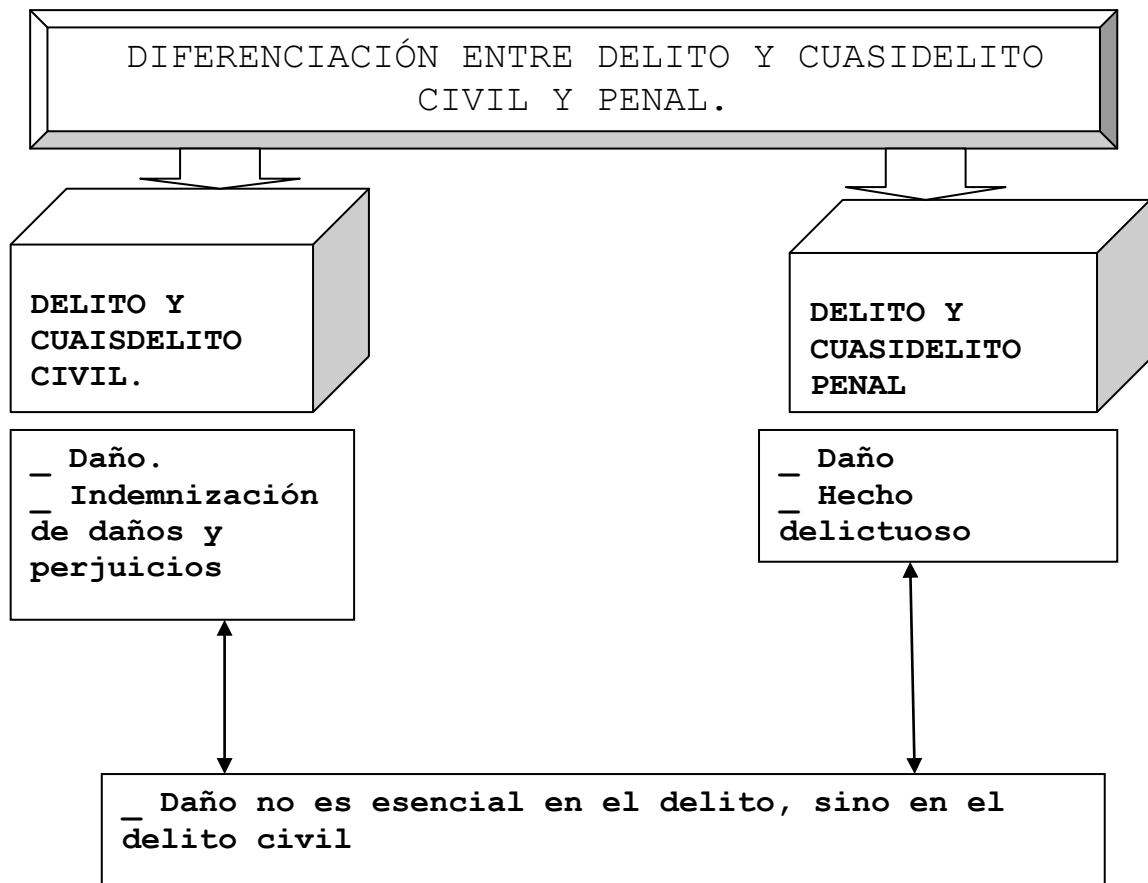 DIFERENCIACIÓN ENTRE DELITO Y CUASIDELITO
CIVIL Y PENAL.
DELITO Y
CUAISDELITO
CIVIL.
DELITO Y
CUASIDELITO
PENAL
_ Daño.
_ Indemnización
de daños y
perjuicios
_ Daño
_ Hecho
delictuoso
_ Daño no es esencial en el delito, sino en el
delito civil